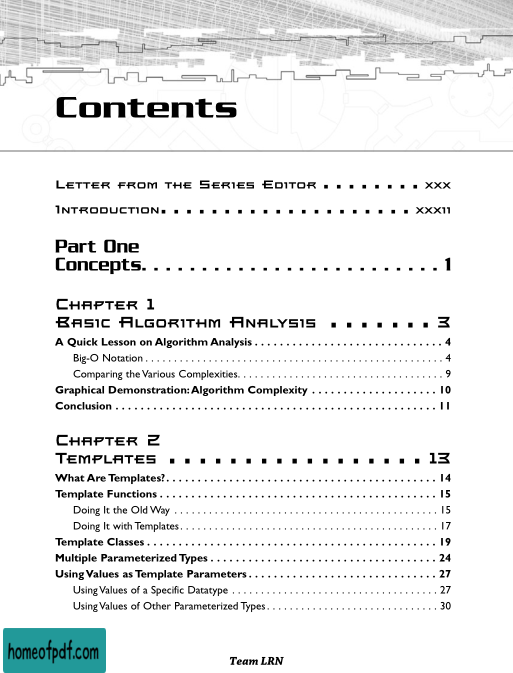 Contents
Letter from the Series Editor . . . . . . . . xxx
Introduction. . . . . . . . . . . . . . . . . . . . xxxii
Part One
Concepts. . . . . . . . . . . . . . . . . . . . . . . . . 1
Chapter 1
Basic Algorithm Analysis . . . . . . . 3
A Quick Lesson on Algorithm Analysis . . . . . . . . . . . . . . . . . . . . . . . . . . . . . . 4
Big-O Notation . . . . . . . . . . . . . . . . . . . . . . . . . . . . . . . . . . . . . . . . . . . . . . . 4
Comparing the Various Complexities. . . . . . . . . . . . . . . . . . . . . . . . . . . . . . . . . 9
Graphical Demonstration: Algorithm Complexity . . . . . . . . . . . . . . . . . . . . 10
Conclusion . . . . . . . . . . . . . . . . . . . . . . . . . . . . . . . . . . . . . . . . . . . . . . . . . . . 11
Chapter 2
Templates . . . . . . . . . . . . . . . . . 13
What Are Templates?. . . . . . . . . . . . . . . . . . . . . . . . . . . . . . . . . . . . . . . . . . . 14
Template Functions . . . . . . . . . . . . . . . . . . . . . . . . . . . . . . . . . . . . . . . . . . . . 15
Doing It the Old Way . . . . . . . . . . . . . . . . . . . . . . . . . . . . . . . . . . . . . . . . . . 15
Doing It with Templates. . . . . . . . . . . . . . . . . . . . . . . . . . . . . . . . . . . . . . . . . 17
Template Classes . . . . . . . . . . . . . . . . . . . . . . . . . . . . . . . . . . . . . . . . . . . . . . 19
Multiple Parameterized Types . . . . . . . . . . . . . . . . . . . . . . . . . . . . . . . . . . . . 24
Using Values as Template Parameters . . . . . . . . . . . . . . . . . . . . . . . . . . . . . . 27
Using Values of a Specific Datatype . . . . . . . . . . . . . . . . . . . . . . . . . . . . . . . . . 27
Using Values of Other Parameterized Types . . . . . . . . . . . . . . . . . . . . . . . . . . . 30
homeofpdf.com
Team LRN